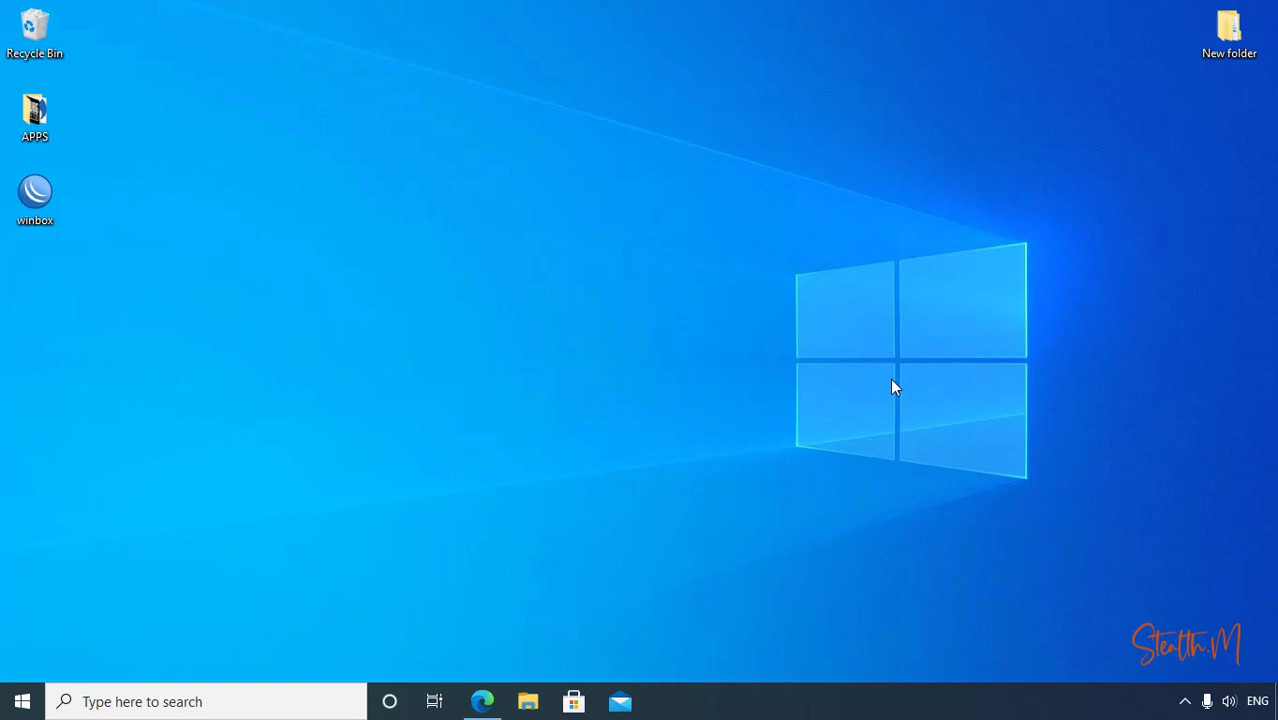 Recycle Bin
New folder
APPS
winbox
Stealth.M
Type here to search
ENG